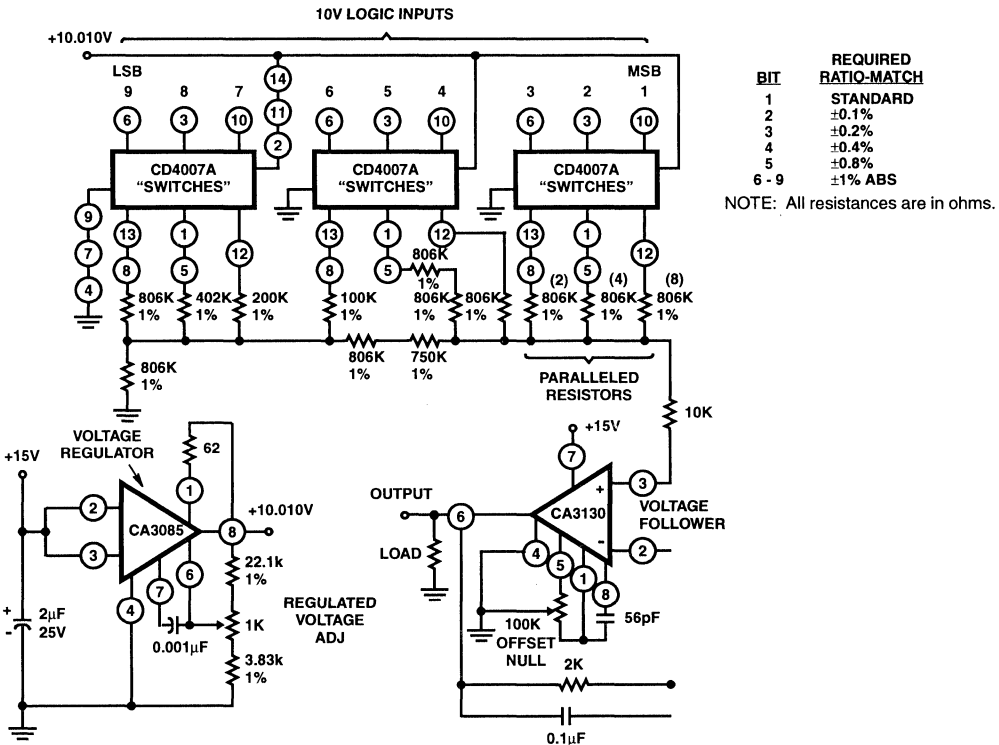 10V LOGIC INPUTS
+10.010V
LSB
MSB
9 8 7 6 5 4 3 2 1
14
11
2
6 3 10 6 3 10 6 3 10
CD4007A
“SWITCHES”
CD4007A
“SWITCHES”
CD4007A
“SWITCHES”
9
7
4
13 1 12 13 1 12 13 1 12
8 5 8 5 8 5
806K
1%
(2) (4) (8)
806K
1%
402K
1%
200K
1%
100K
1%
806K
1%
806K
1%
806K
1%
806K
1%
806K
1%
806K
1%
750K
1%
806K
1%
PARALLELED
RESISTORS
10K
BIT
REQUIRED
RATIO-MATCH
1 STANDARD
2 ±0.1%
3 ±0.2%
4 ±0.4%
5 ±0.8%
6 - 9 ±1% ABS
NOTE: All resistances are in ohms.
VOLTAGE
REGULATOR
+15V
62
1
2
3
CA3085
8
+10.010V
7
6
4
22.1k
1%
1K
3.83k
1%
0.001µF
+
-
2µF
25V
REGULATED
VOLTAGE
ADJ
+15V
7
+
3
CA3130
-
2
VOLTAGE
FOLLOWER
OUTPUT
6
LOAD
4
5
1
8
56pF
100K
OFFSET
NULL
2K
0.1µF